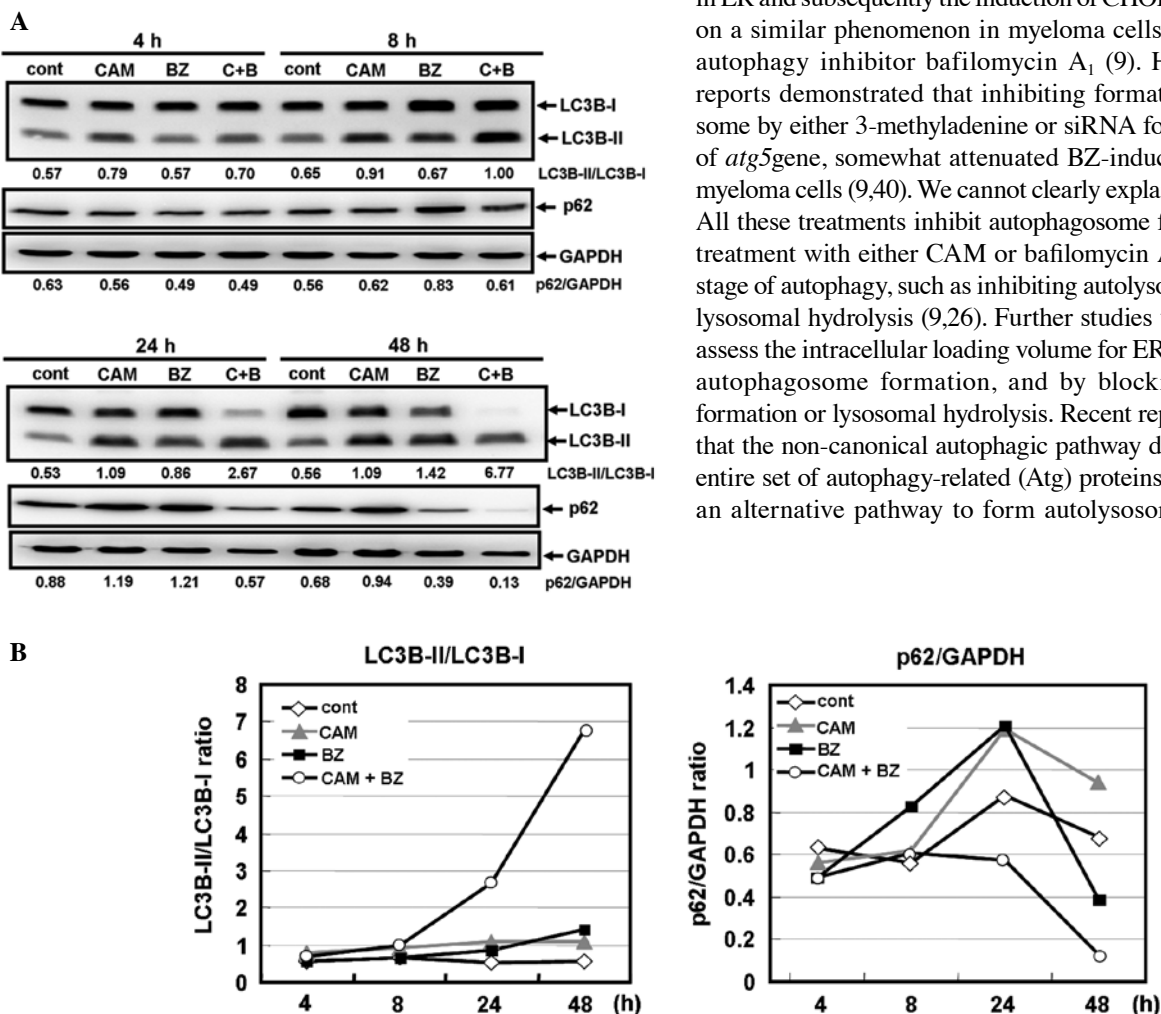 A
4 h 8 h
cont CAM BZ C+B cont CAM BZ C+B
LC3B-I
LC3B-II
0.57 0.79 0.57 0.70 0.65 0.91 0.67 1.00 LC3B-II/LC3B-I
p62
GAPDH
0.63 0.56 0.49 0.49 0.56 0.62 0.83 0.61 p62/GAPDH
24 h 48 h
cont CAM BZ C+B cont CAM BZ C+B
LC3B-I
LC3B-II
0.53 1.09 0.86 2.67 0.56 1.09 1.42 6.77 LC3B-II/LC3B-I
p62
GAPDH
0.88 1.19 1.21 0.57 0.68 0.94 0.39 0.13 p62/GAPDH
in ER and subsequently the induction of CHOP
on a similar phenomenon in myeloma cells
autophagy inhibitor bafilomycin A1 (9). H
reports demonstrated that inhibiting format
some by either 3-methyladenine or siRNA fo
of atg5gene, somewhat attenuated BZ-induc
myeloma cells (9,40). We cannot clearly expla
All these treatments inhibit autophagosome f
treatment with either CAM or bafilomycin A
stage of autophagy, such as inhibiting autolyso
lysosomal hydrolysis (9,26). Further studies
assess the intracellular loading volume for ER
autophagosome formation, and by blocki
formation or lysosomal hydrolysis. Recent rep
that the non-canonical autophagic pathway d
entire set of autophagy-related (Atg) proteins
an alternative pathway to form autolysosor
B
LC3B-II/LC3B-I
LC3B-II/LC3B-I ratio
8
7
6
5
4
3
2
1
0
cont
CAM
BZ
CAM + BZ
4 8 24 48 (h)
p62/GAPDH
p62/GAPDH ratio
1.4
1.2
1
0.8
0.6
0.4
0.2
0
cont
CAM
BZ
CAM + BZ
4 8 24 48 (h)